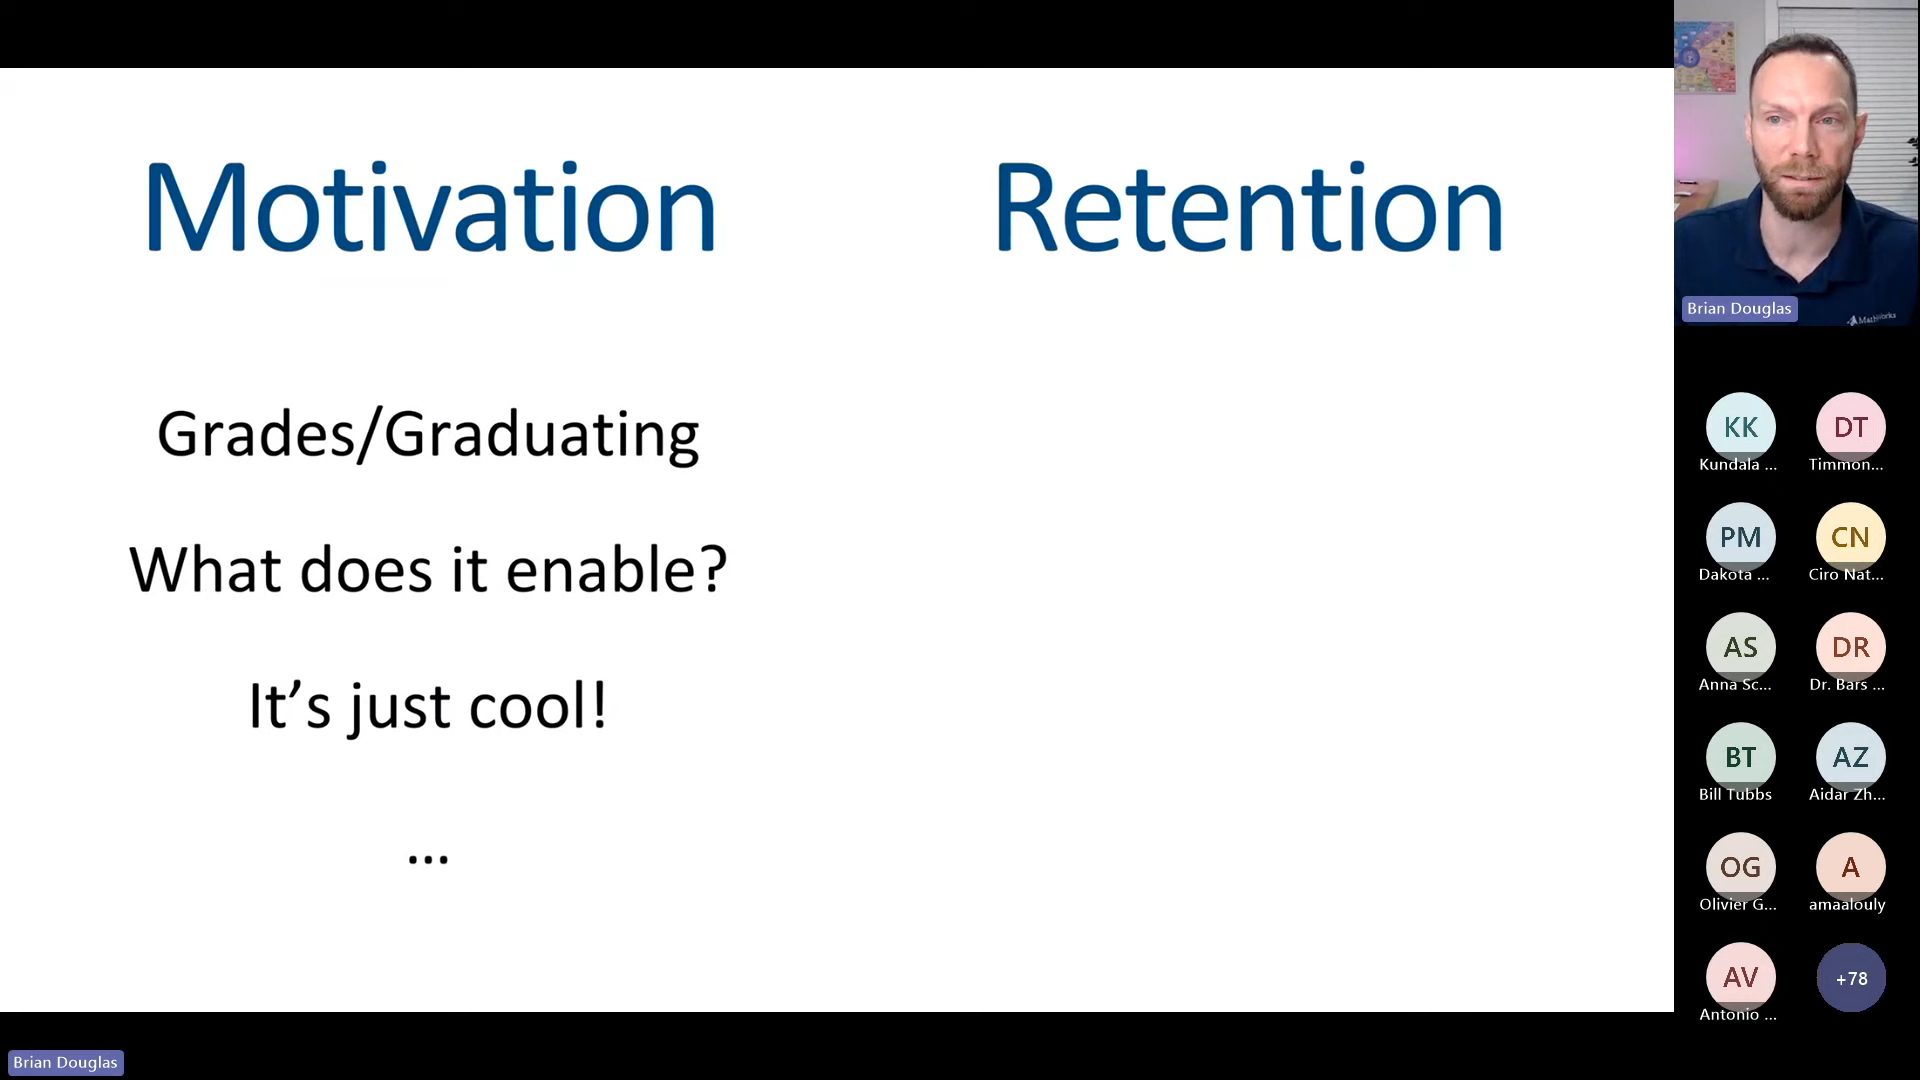 Motivation
Retention
Grades/Graduating
What does it enable?
It's just cool!
...
Brian Douglas
MathWorks
KK
DT
Kundala ...
Timmon...
PM
CN
Dakota ...
Ciro Nat...
AS
DR
Anna Sc...
Dr. Bars ...
BT
AZ
Bill Tubbs
Aidar Zh...
OG
A
Olivier G...
amaalouly
AV
+78
Antonio ...
Brian Douglas